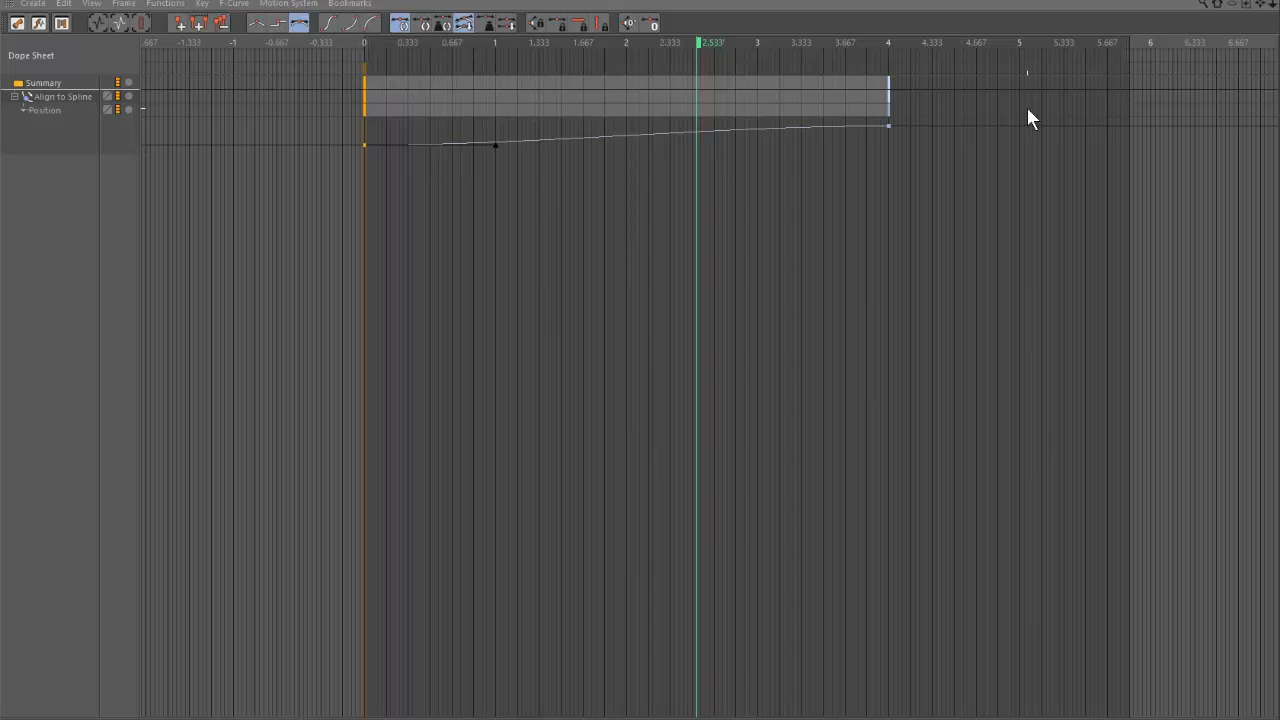 Create Edit View Frame Functions Key F-Curve Motion System Bookmarks
.667 -1.333 -1 -0.667 -0.333 0 0.333 0.667 1 1.333 1.667 2 2.333 2.533' 3 3.333 3.667 4 4.333 4.667 5 5.333 5.667 6 6.333 6.667
Dope Sheet
Summary
Align to Spline
Position